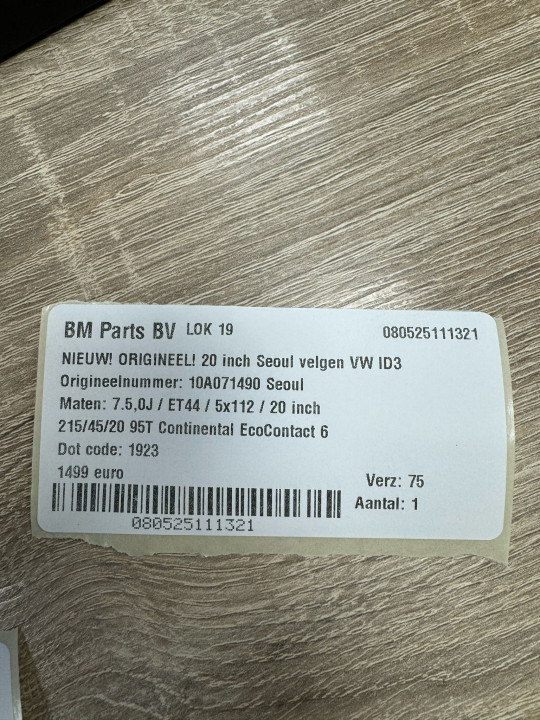 BM Parts BV LOK 19 080525111321
NIEUW! ORIGINEEL! 20 inch Seoul velgen VW ID3
Origineelnummer: 10A071490 Seoul
Maten: 7.5,0J / ET44 / 5x112 / 20 inch
215/45/20 95T Continental EcoContact 6
Dot code: 1923
1499 euro Verz: 75
Aantal: 1
080525111321